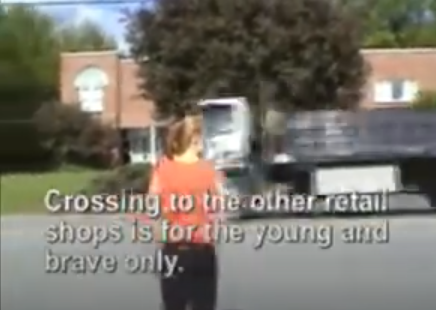 Crossing to the other retail
shops is for the young and
brave only.